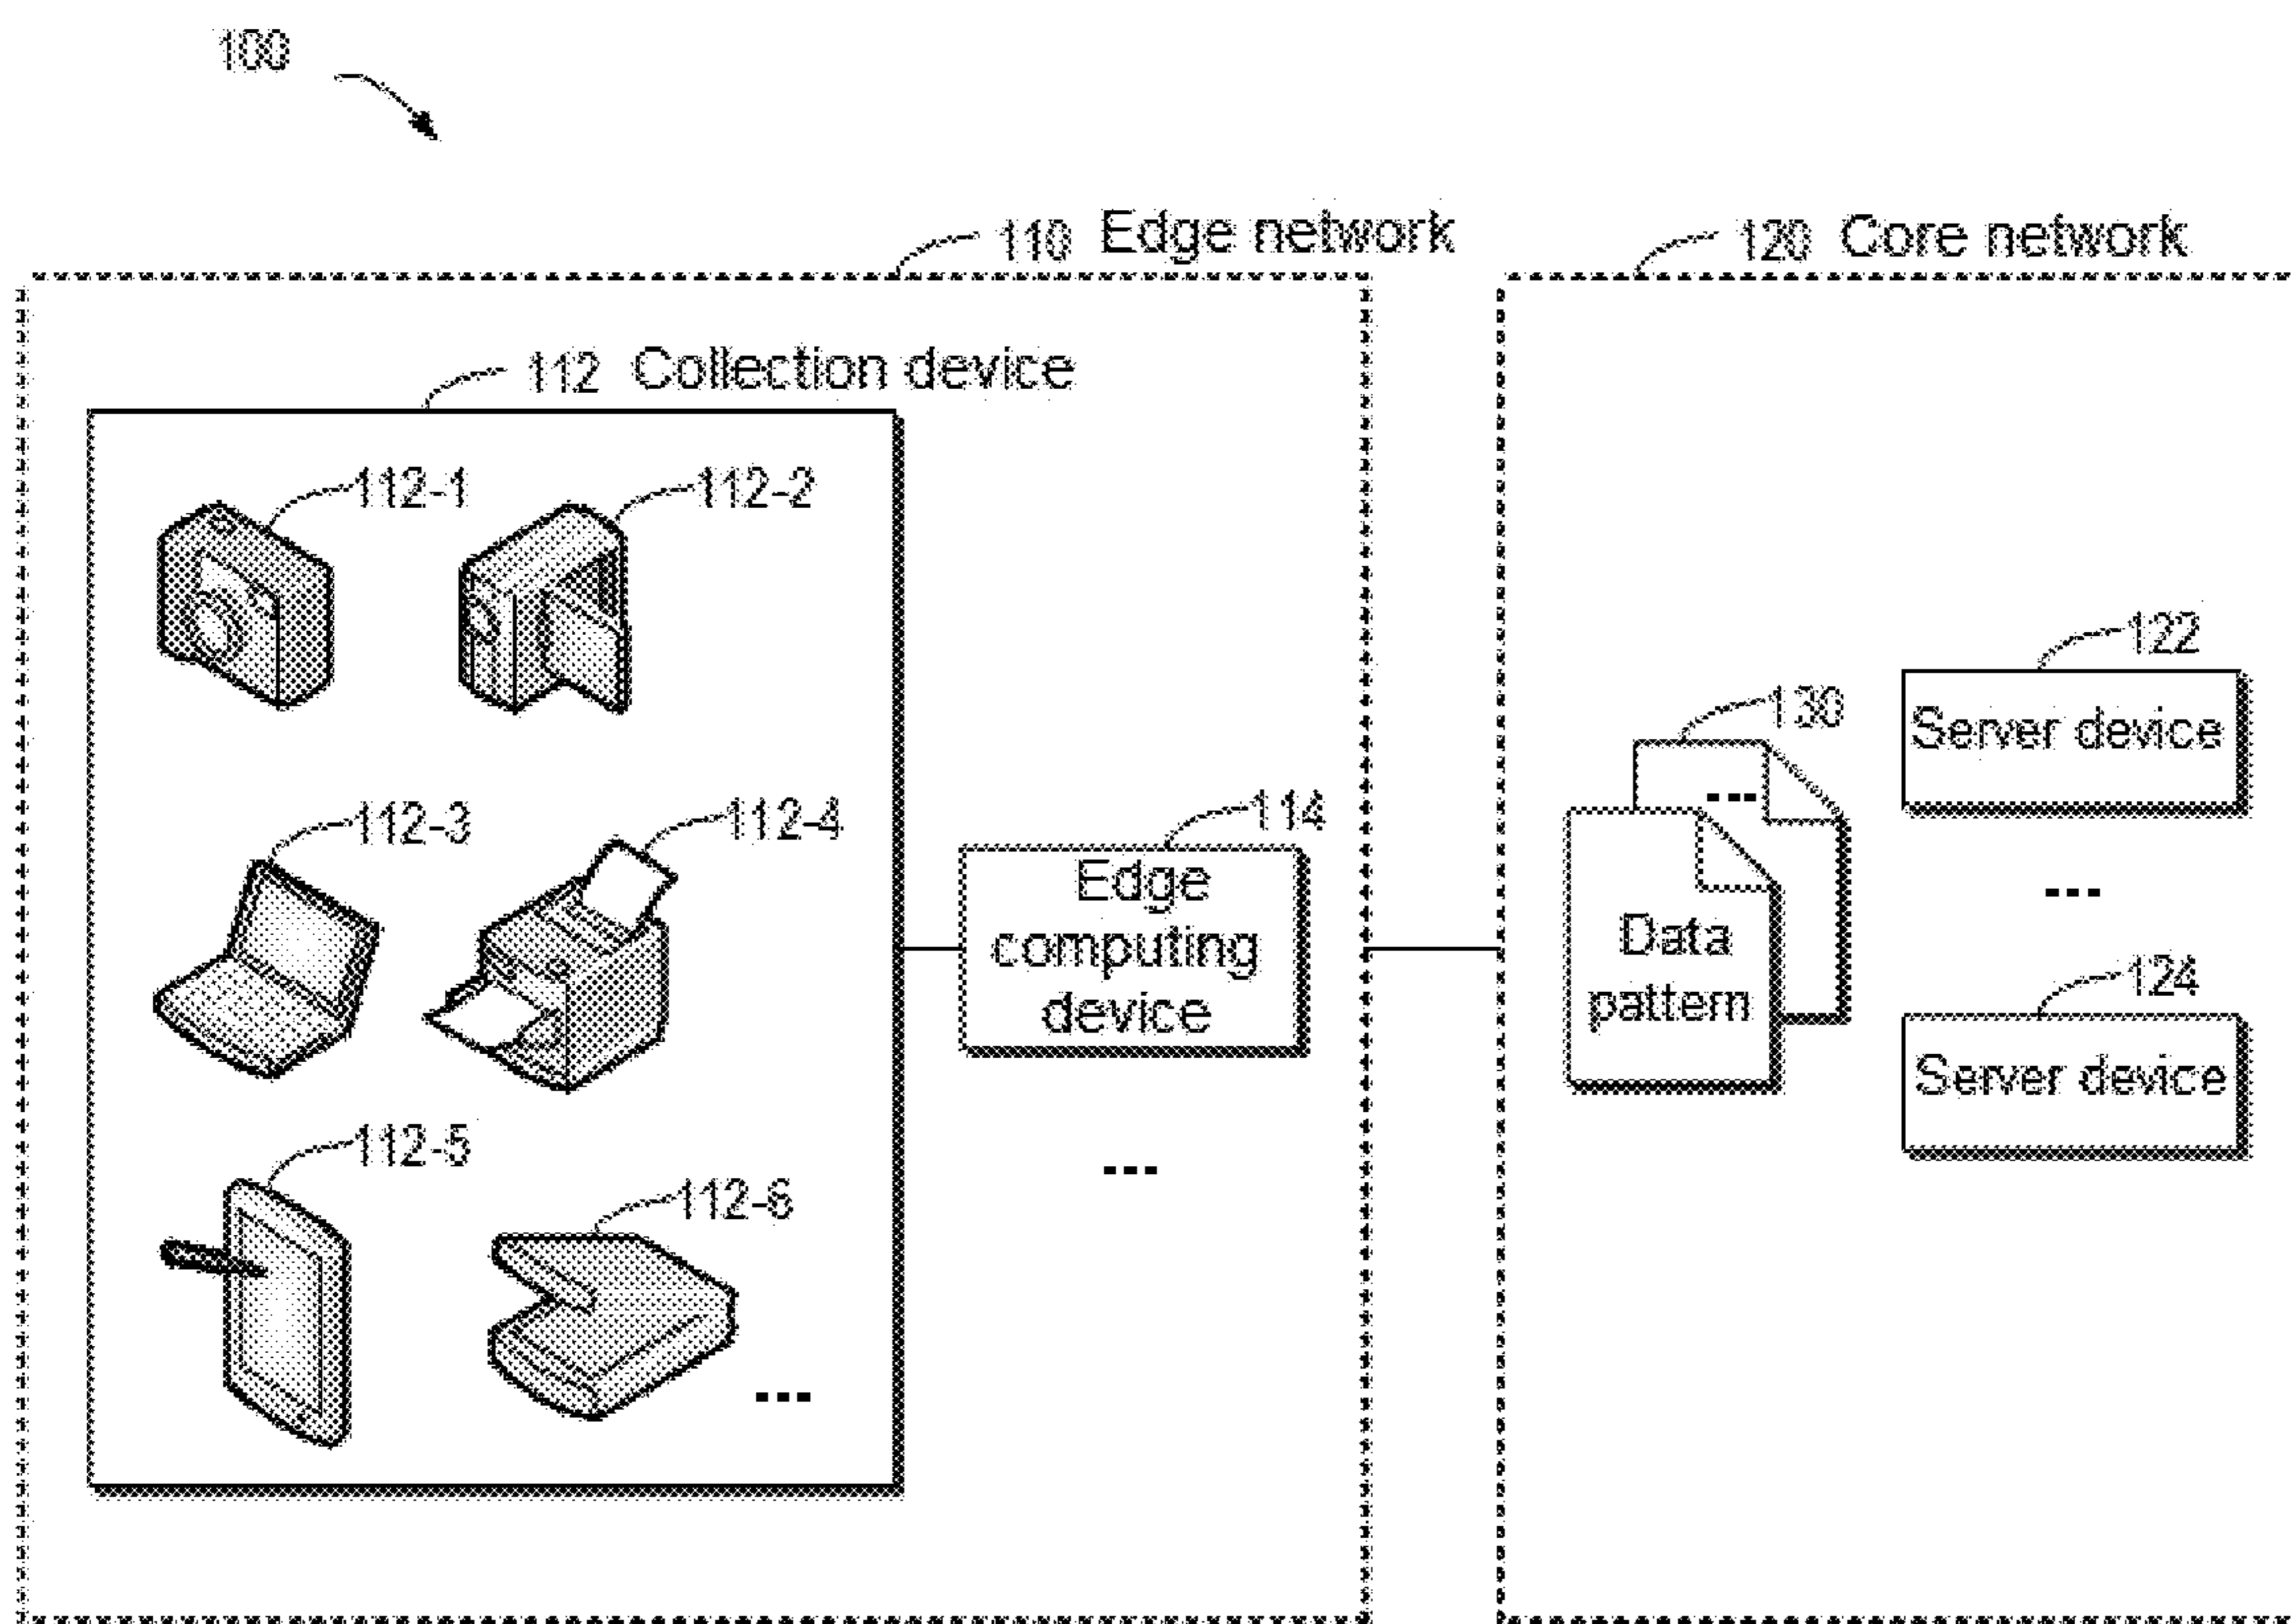 100
110 Edge network
120 Core network
112 Collection device
112-1
112-2
112-3
112-4
112-5
112-6
...
114
Edge
computing
device
...
130
...
Data
pattern
122
Server device
...
124
Server device